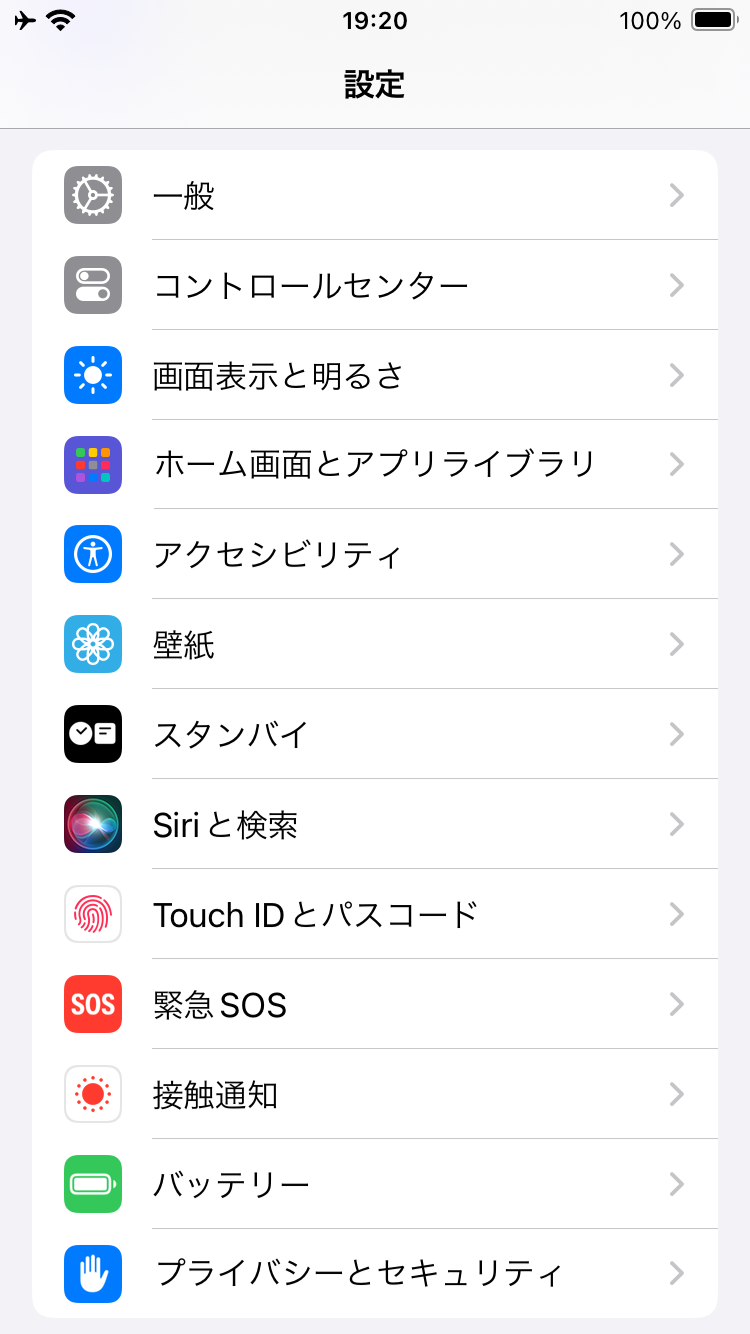 19:20
100%
設定
一般
コントロールセンター
画面表示と明るさ
ホーム画面とアプリライブラリ
アクセシビリティ
壁紙
スタンバイ
Siriと検索
Touch IDとパスコード
SOS
緊急SOS
接触通知
バッテリー
プライバシーとセキュリティ